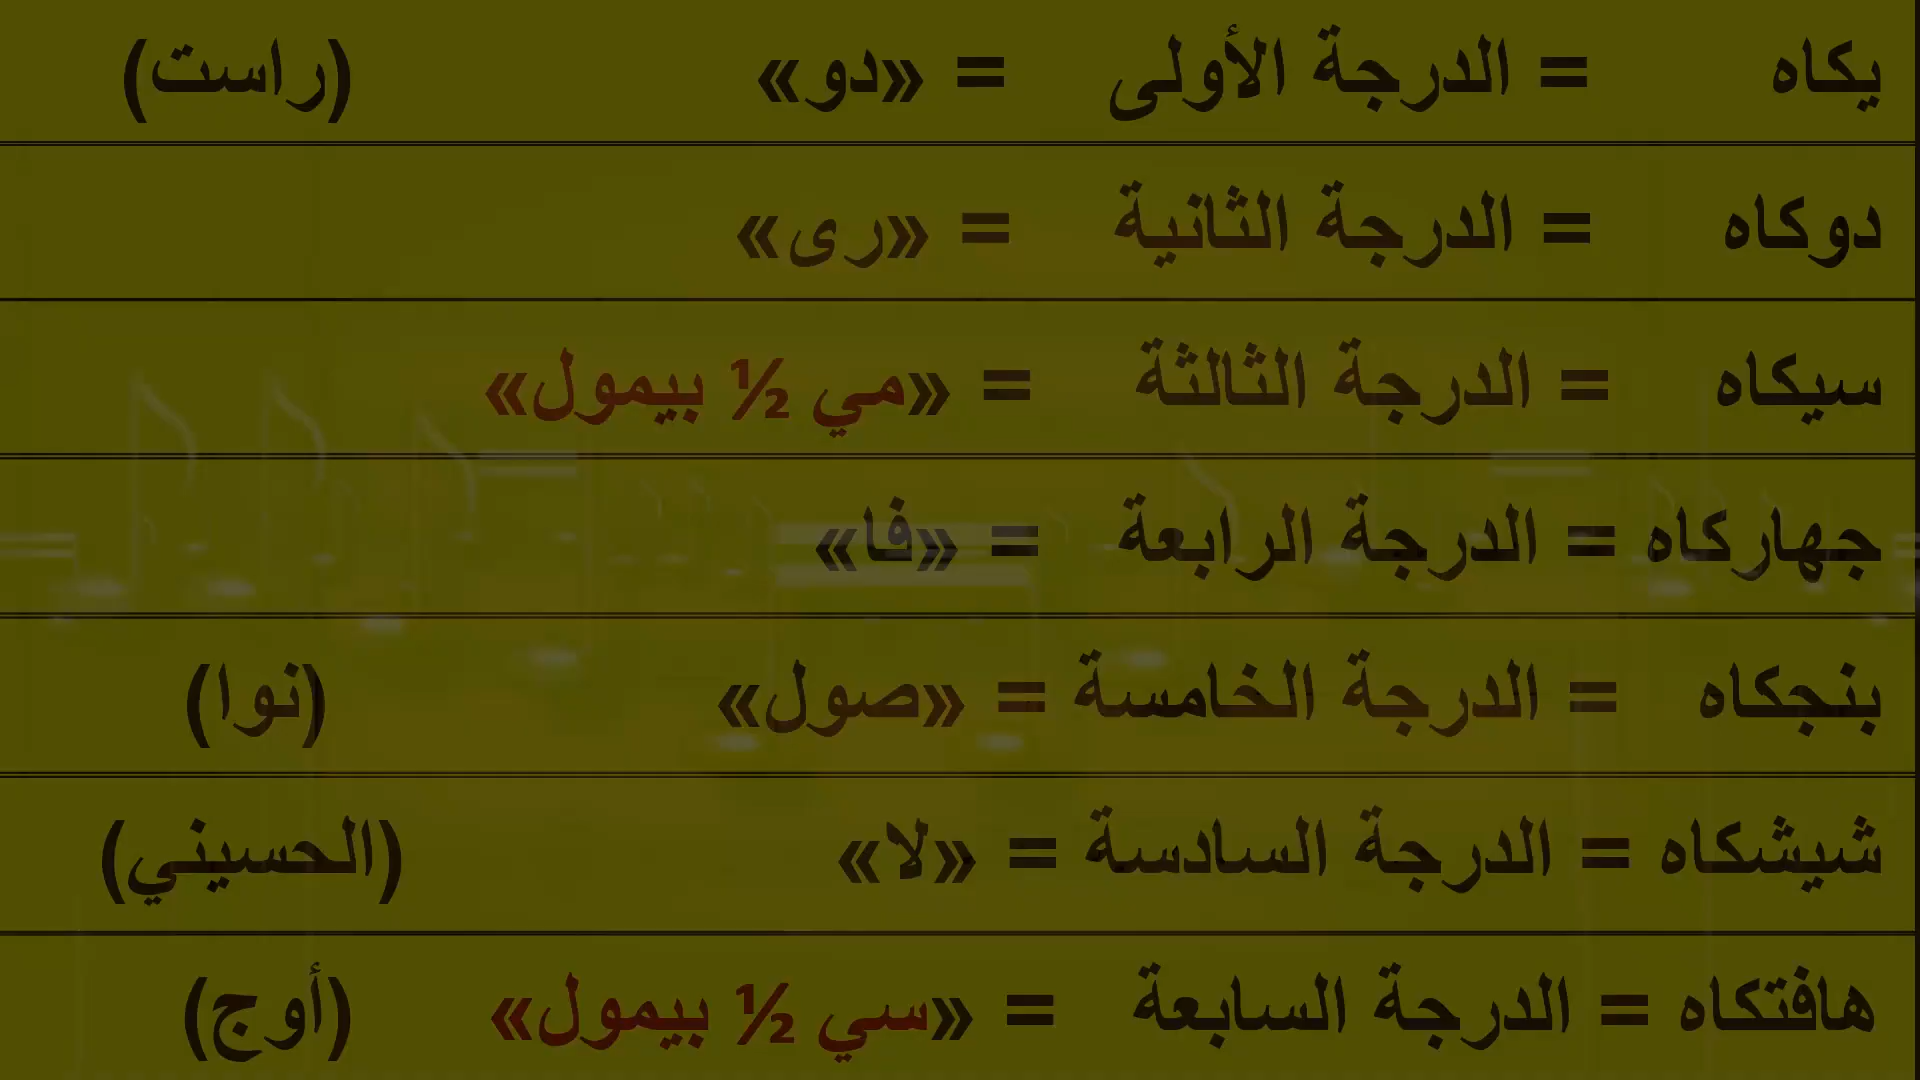 يكاه = الدرجة الأولى = «دو» (راست)
دوكاه = الدرجة الثانية = «رى»
سيكاه = الدرجة الثالثة = «مي ½ بيمول»
جهاركاه = الدرجة الرابعة = «فا»
بنجكاه = الدرجة الخامسة = «صول» (نوا)
شيشكاه = الدرجة السادسة = «لا» (الحسيني)
هافتكاه = الدرجة السابعة = «سي ½ بيمول» (أوج)